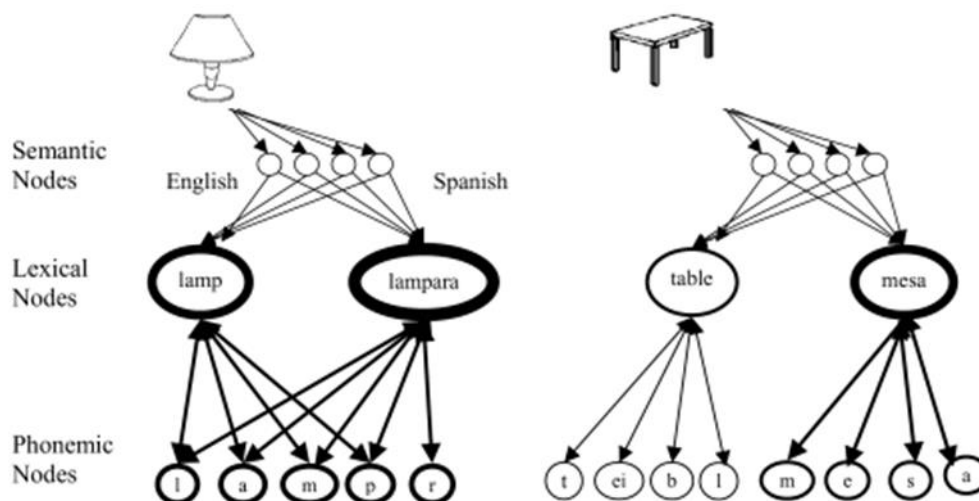 Semantic
Nodes
English
Spanish
Lexical
Nodes
lamp
lampara
table
mesa
Phonemic
Nodes
l
a
m
p
r
t
ei
b
l
m
e
s
a